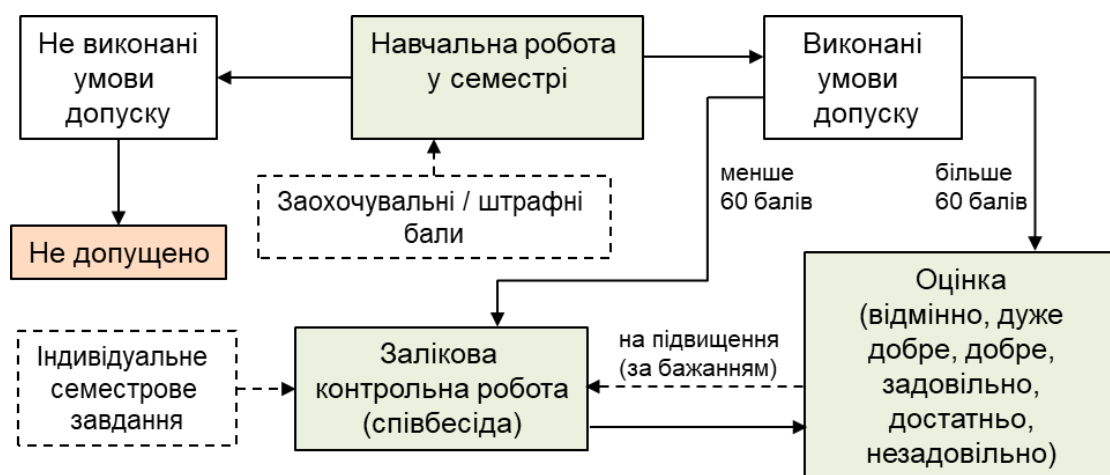 Не виконані
умови
допуску
Навчальна робота
у семестрі
Виконані
умови
допуску
Заохочувальні / штрафні
бали
менше
60 балів
більше
60 балів
Не допущено
Індивідуальне
семестрове
завдання
Залікова
контрольна робота
(співбесіда)
на підвищення
(за бажанням)
Оцінка
(відмінно, дуже
добре, добре,
задовільно,
достатньо,
незадовільно)